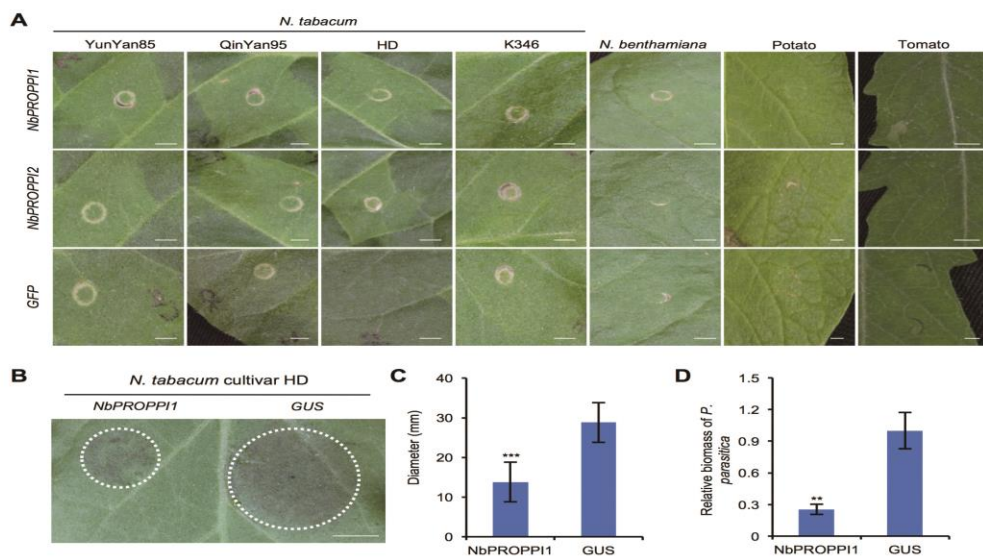 A
N. tabacum
YunYan85 QinYan95 HD K346 N. benthamiana Potato Tomato
NbPROPPI1
NbPROPPI2
GFP
B
N. tabacum cultivar HD
NbPROPPI1 GUS
C
Diameter (mm)
40
30
20
10
0
***
NbPROPPI1 GUS
D
Relative biomass of P.
parasitica
1.5
1.2
0.9
0.6
0.3
0
**
NbPROPPI1 GUS